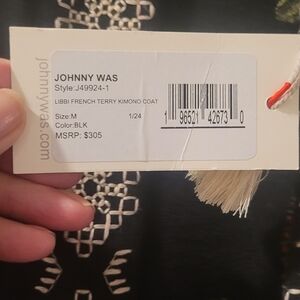 johnnywas.com
JOHNNY WAS
Style:J49924-1
LIBBI FRENCH TERRY KIMONO COAT
Size:M 1/24
Color:BLK
MSRP: $305
1 96521 42673 0